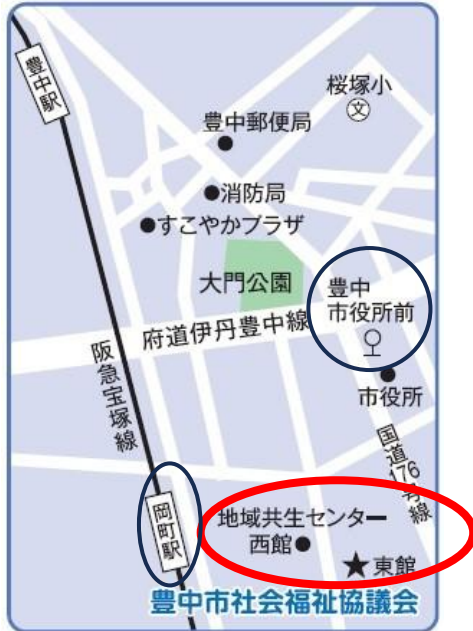 豊中駅
桜塚小
文
豊中郵便局
消防局
すこやかプラザ
大門公園
豊中
市役所前
府道伊丹豊中線
阪急宝塚線
市役所
国道176号線
岡町駅
地域共生センター
西館
東館
豊中市社会福祉協議会